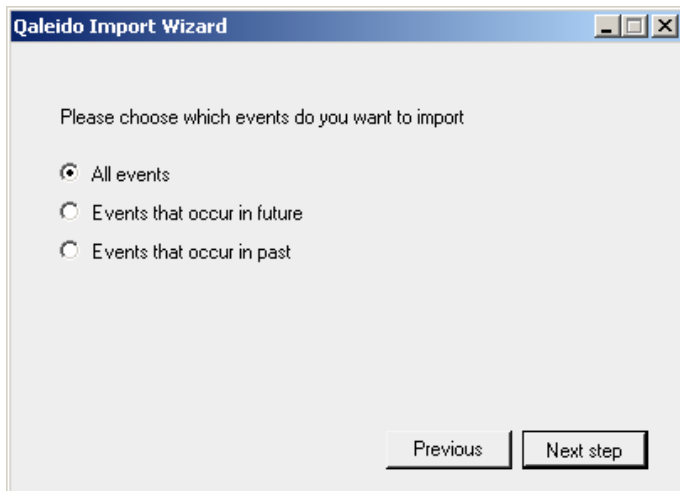 Qaleido Import Wizard
Please choose which events do you want to import
All events
Events that occur in future
Events that occur in past
Previous
Next step